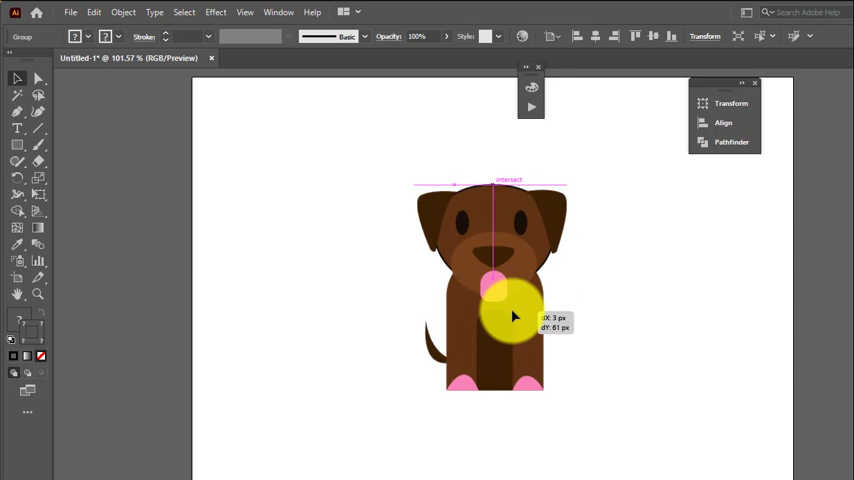 Ai File Edit Object Type Select Effect View Window Help Search Adobe Help
Group ? ? Stroke: Basic Opacity: 100% Style: Transform
Untitled-1* @ 101.57 % (RGB/Preview) ×
Transform
Align
Pathfinder
intersect
dX: 3 px
dY: 61 px
?